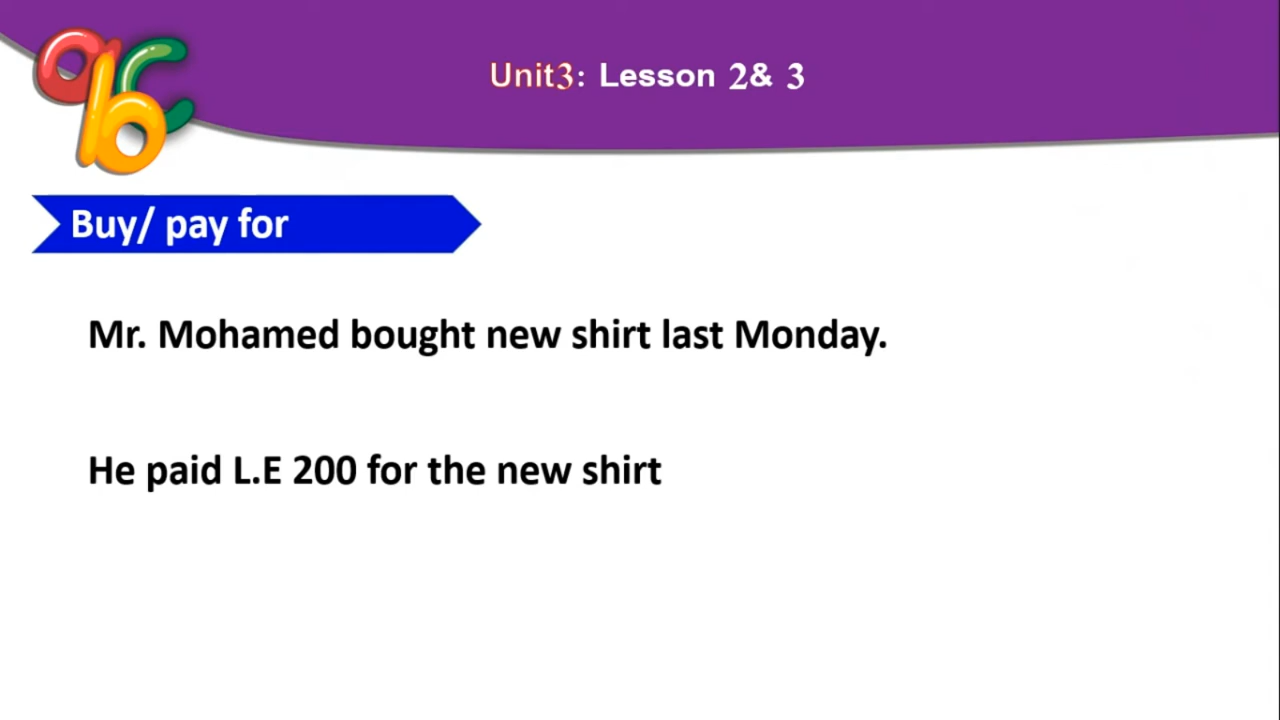 abc
Unit3: Lesson 2& 3
Buy/ pay for
Mr. Mohamed bought new shirt last Monday.
He paid L.E 200 for the new shirt